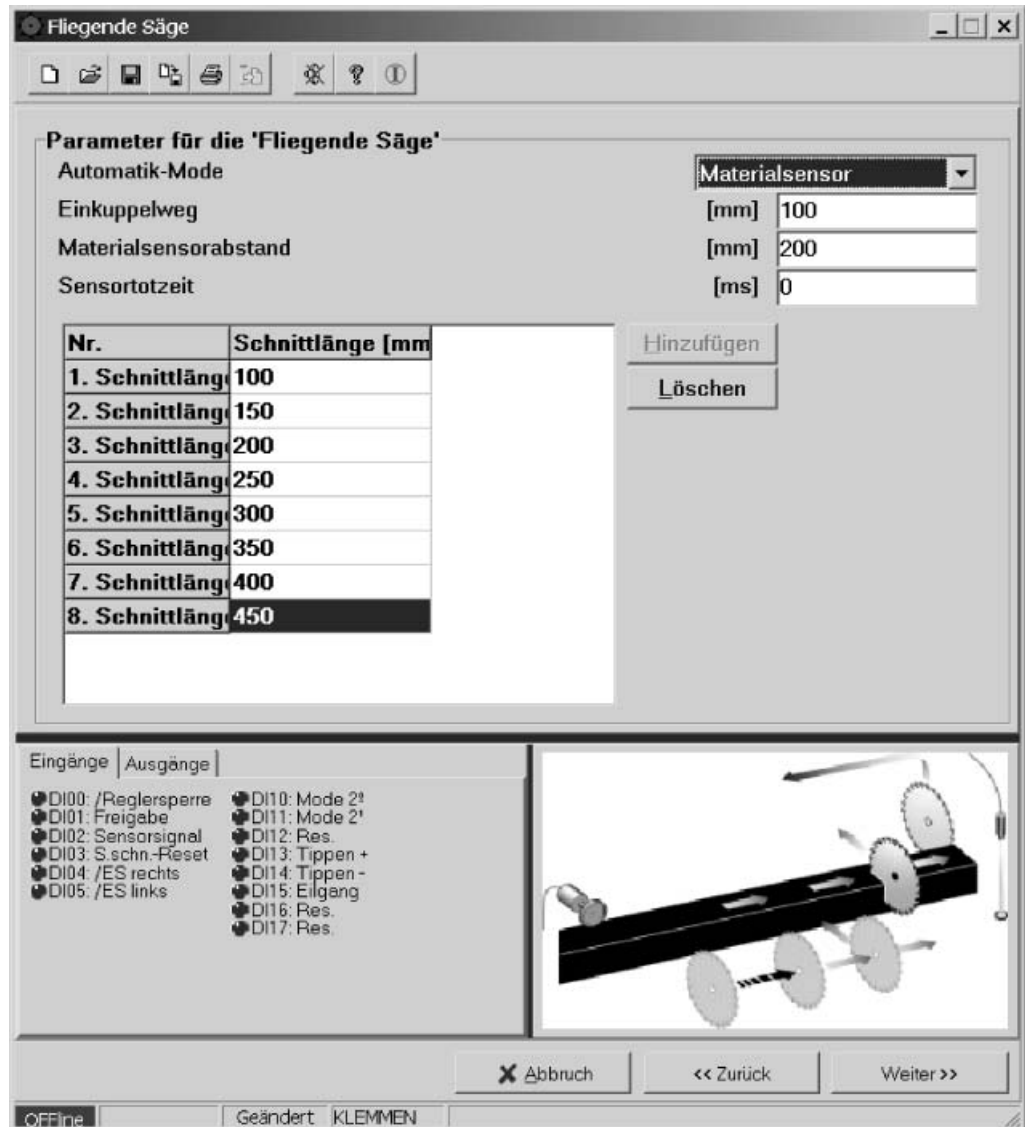 Fliegende Säge
Parameter für die 'Fliegende Säge'
Automatik-Mode Materialsensor
Einkuppelweg [mm] 100
Materialsensorabstand [mm] 200
Sensortotzeit [ms] 0
Nr. Schnittlänge [mm
1. Schnittläng 100
2. Schnittläng 150
3. Schnittläng 200
4. Schnittläng 250
5. Schnittläng 300
6. Schnittläng 350
7. Schnittläng 400
8. Schnittläng 450
Hinzufügen
Löschen
Eingänge Ausgänge
DI00: /Reglersperre
DI01: Freigabe
DI02: Sensorsignal
DI03: S.schn.-Reset
DI04: /ES rechts
DI05: /ES links
DI10: Mode 2º
DI11: Mode 2¹
DI12: Res.
DI13: Tippen +
DI14: Tippen -
DI15: Eilgang
DI16: Res.
DI17: Res.
Abbruch << Zurück Weiter >>
OFFline Geändert KLEMMEN